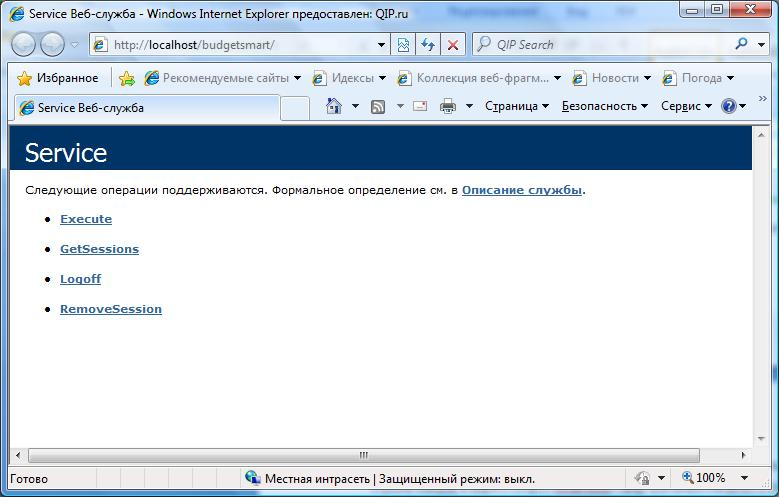 Service Веб-служба - Windows Internet Explorer предоставлен: QIP.ru
http://localhost/budgetsmart/
QIP Search
Избранное
Рекомендуемые сайты
Идексы
Коллекция веб-фрагм...
Новости
Погода
Service Веб-служба
Страница
Безопасность
Сервис
Service
Следующие операции поддерживаются. Формальное определение см. в Описание службы.
Execute
GetSessions
Logoff
RemoveSession
Готово
Местная интрасеть | Защищенный режим: выкл.
100%